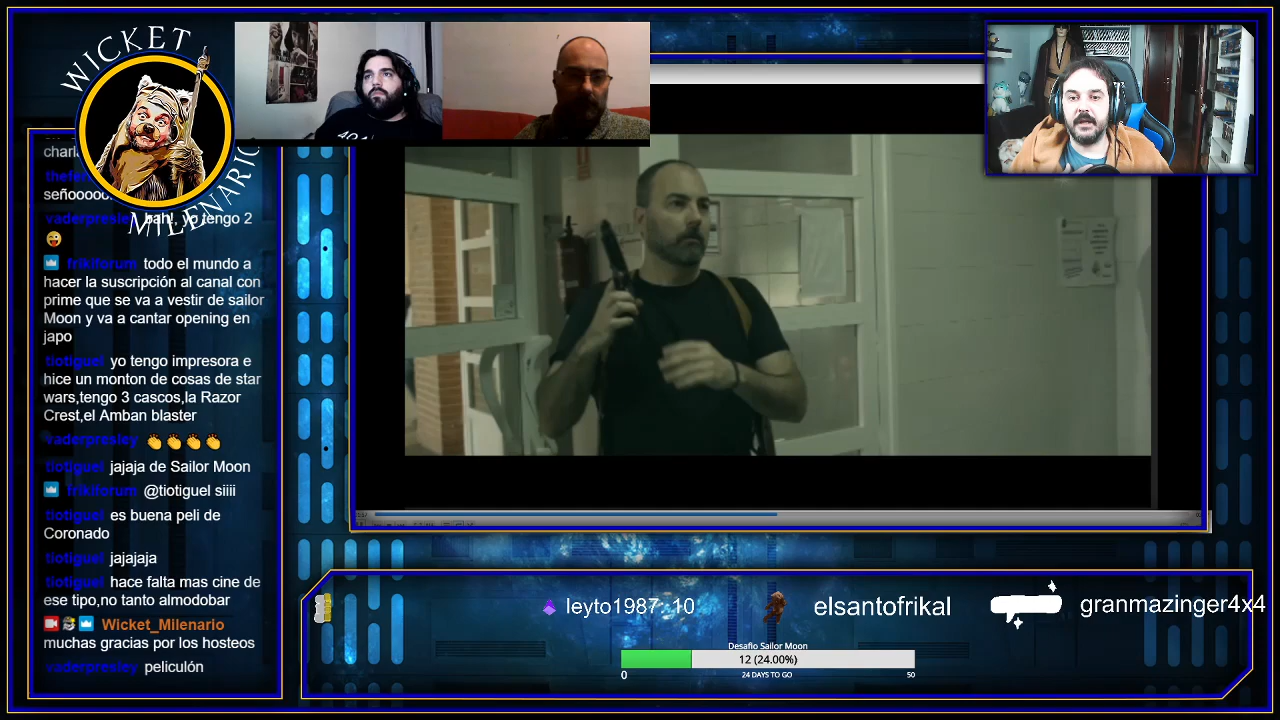 WICKET
MILENARIO
charla
señooooo
vaderpresley bah!, yo tengo 2
frikiforum todo el mundo a
hacer la suscripción al canal con
prime que se va a vestir de sailor
Moon y va a cantar opening en
japo
tiotiguel yo tengo impresora e
hice un monton de cosas de star
wars,tengo 3 cascos,la Razor
Crest,el Amban blaster
vaderpresley
tiotiguel jajaja de Sailor Moon
frikiforum @tiotiguel siiii
tiotiguel es buena peli de
Coronado
tiotiguel jajajaja
tiotiguel hace falta mas cine de
ese tipo,no tanto almodobar
Wicket_Milenario
muchas gracias por los hosteos
vaderpresley peliculón
leyto1987: 10
elsantofrikal
granmazinger4x4
Desafio Sailor Moon
12 (24.00%)
0
24 DAYS TO GO
50